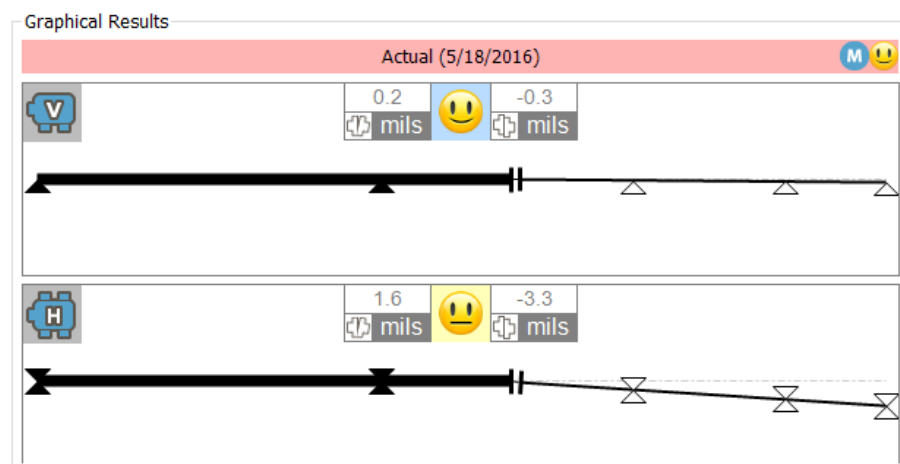 Graphical Results
Actual (5/18/2016)
M
V
0.2
-0.3
mils
mils
H
1.6
-3.3
mils
mils